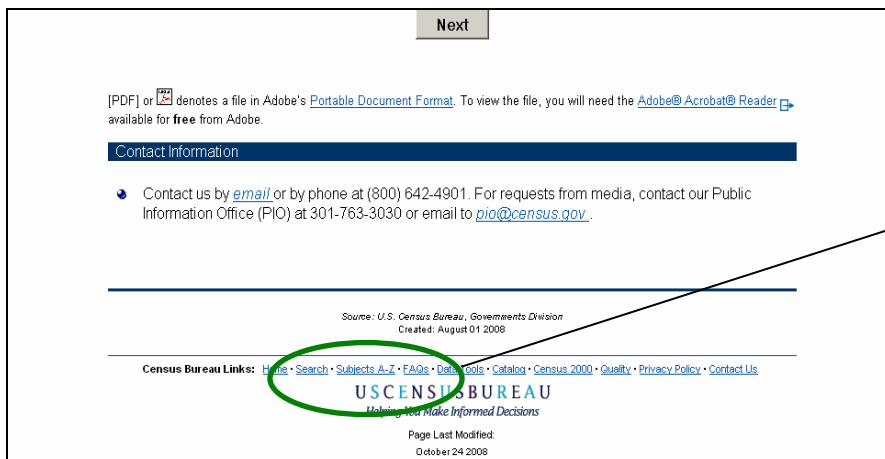 Next
[PDF] or denotes a file in Adobe's Portable Document Format. To view the file, you will need the Adobe® Acrobat® Reader
available for free from Adobe.
Contact Information
Contact us by email or by phone at (800) 642-4901. For requests from media, contact our Public
Information Office (PIO) at 301-763-3030 or email to pio@census.gov .
Source: U.S. Census Bureau, Governments Division
Created: August 01 2008
Census Bureau Links: Home · Search · Subjects A-Z · FAQs · Data Tools · Catalog · Census 2000 · Quality · Privacy Policy · Contact Us
USCENSUSBUREAU
Helping You Make Informed Decisions
Page Last Modified:
October 24 2008